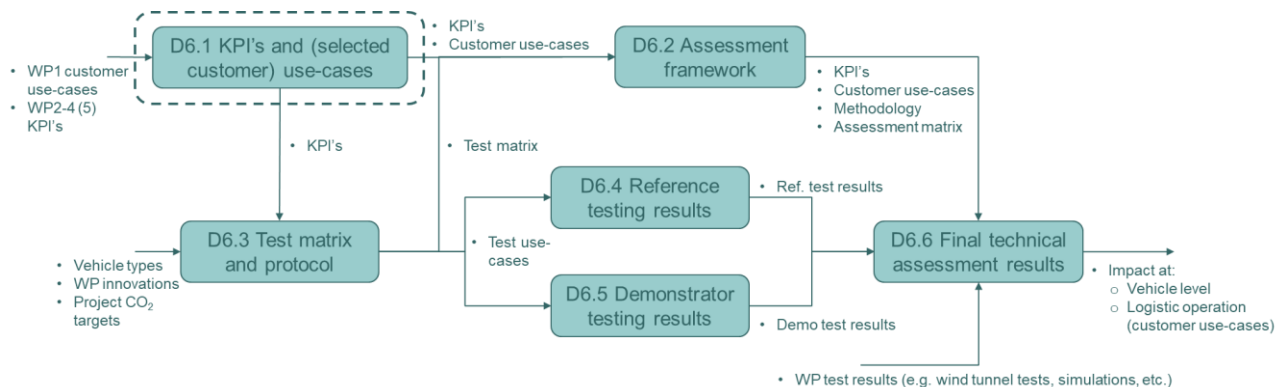 D6.1 KPI's and (selected
customer) use-cases
• KPI's
• Customer use-cases
D6.2 Assessment
framework
• WP1 customer
use-cases
• WP2-4 (5)
KPI's
• KPI's
• Customer use-cases
• Methodology
• Assessment matrix
• KPI's
• Test matrix
D6.4 Reference
testing results
• Ref. test results
D6.3 Test matrix
and protocol
• Test use-
cases
D6.6 Final technical
assessment results
• Vehicle types
• WP innovations
• Project CO₂
targets
D6.5 Demonstrator
testing results
• Demo test results
• Impact at:
o Vehicle level
o Logistic operation
(customer use-cases)
• WP test results (e.g. wind tunnel tests, simulations, etc.)